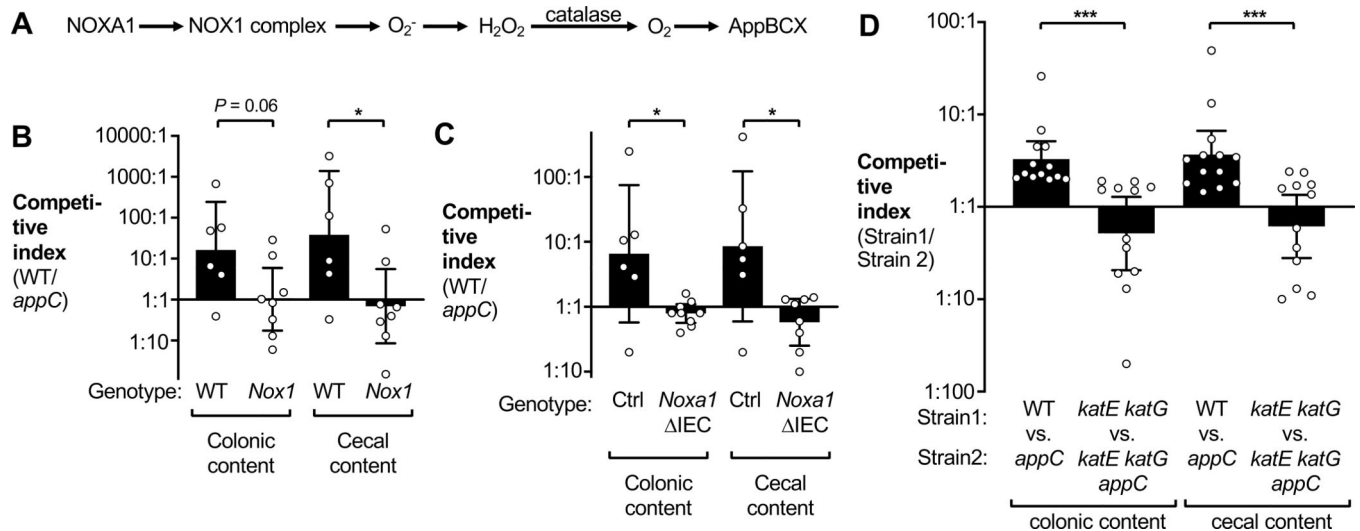 A
NOXA1 NOX1 complex O₂⁻ H₂O₂ catalase O₂ AppBCX
B
P = 0.06
*
10000:1
1000:1
100:1
10:1
1:1
1:10
Competi-
tive
index
(WT/
appC)
Genotype: WT Nox1 WT Nox1
Colonic
content
Cecal
content
C
*
*
100:1
10:1
1:1
1:10
Competi-
tive
index
(WT/
appC)
Genotype: Ctrl Noxa1 Ctrl Noxa1
ΔIEC ΔIEC
Colonic
content
Cecal
content
D
***
***
100:1
10:1
1:1
1:10
1:100
Competi-
tive
index
(Strain1/
Strain 2)
Strain1: WT katE katG WT katE katG
vs. vs. vs. vs.
Strain2: appC katE katG appC katE katG
appC appC
colonic content
cecal content